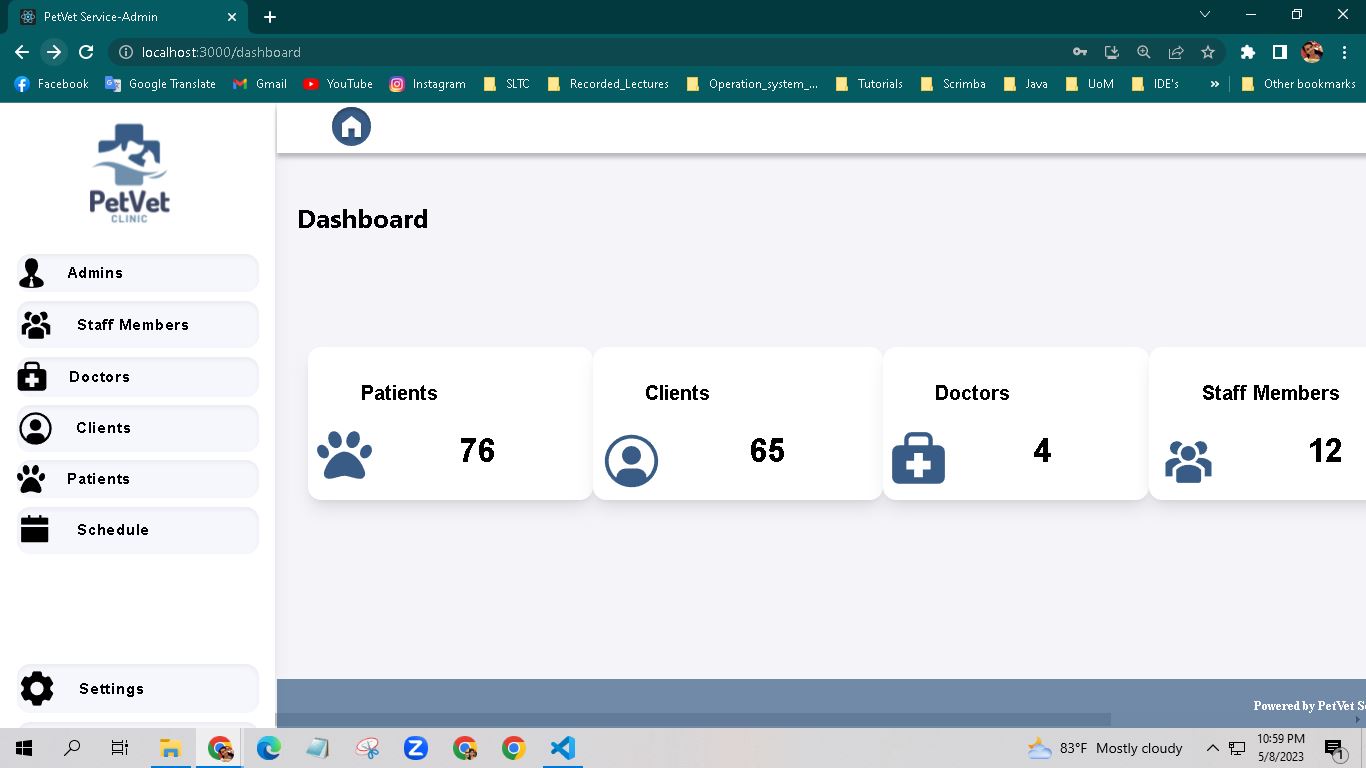 PetVet Service-Admin
localhost:3000/dashboard
Facebook Google Translate Gmail YouTube Instagram SLTC Recorded_Lectures Operation_system_... Tutorials Scrimba Java UoM IDE's » Other bookmarks
PetVet
CLINIC
Dashboard
Admins
Staff Members
Doctors
Clients
Patients
Schedule
Settings
Patients
76
Clients
65
Doctors
4
Staff Members
12
Powered by PetVet S
83°F Mostly cloudy
10:59 PM
5/8/2023
1